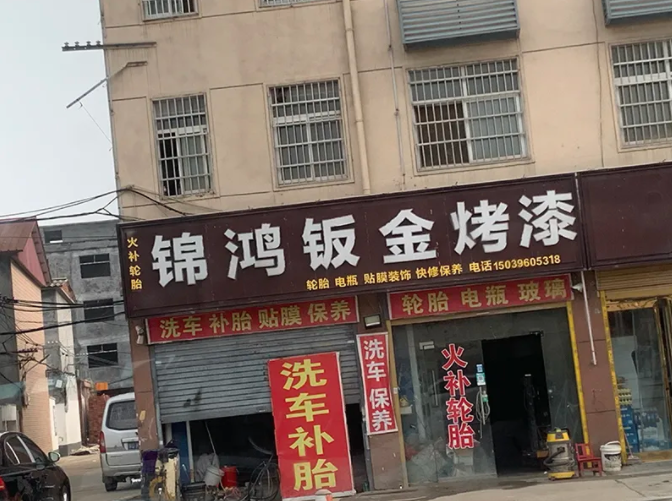 火补轮胎
锦鸿钣金烤漆
轮胎 电瓶 贴膜装饰 快修保养 电话15039605318
洗车 补胎 贴膜 保养
轮胎 电瓶 玻璃
洗车补胎
洗车保养
火补轮胎